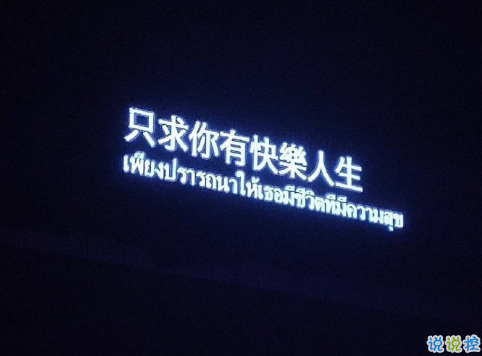 只求你有快樂人生
เพียงปรารถนาให้เธอมีชีวิตที่มีความสุข
说说控